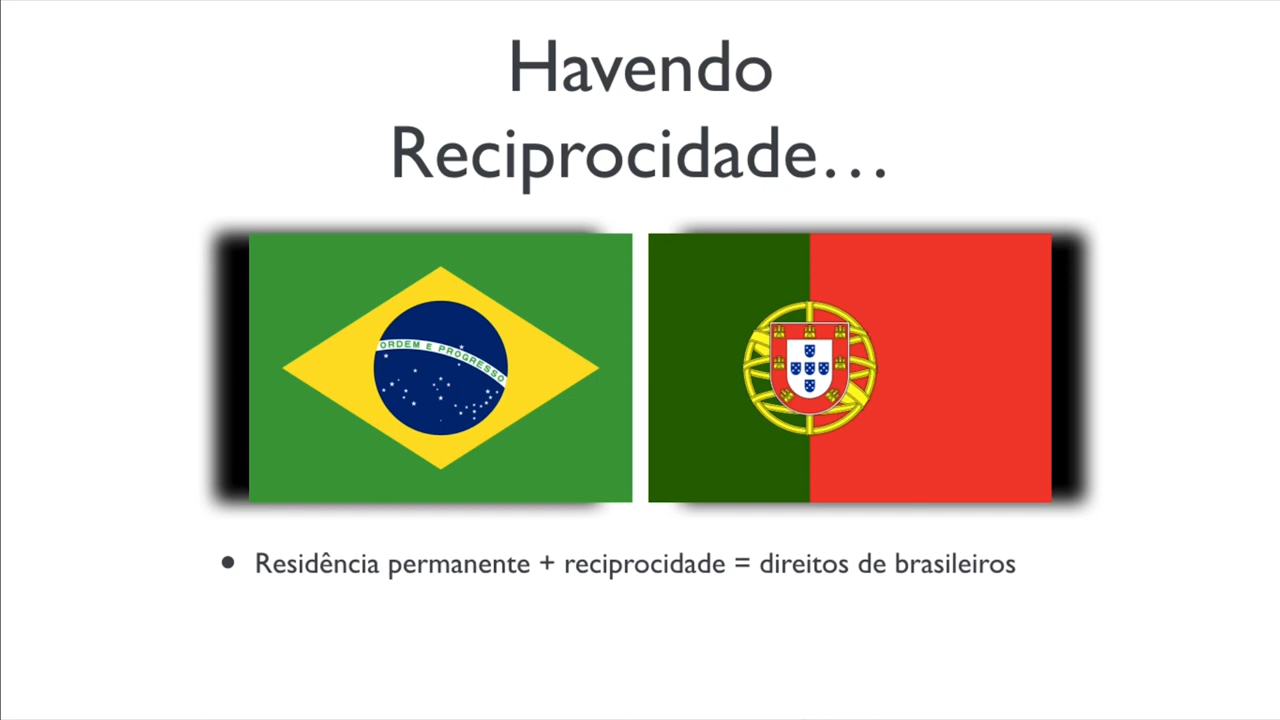 Havendo
Reciprocidade…
ORDEM E PROGRESSO
• Residência permanente + reciprocidade = direitos de brasileiros